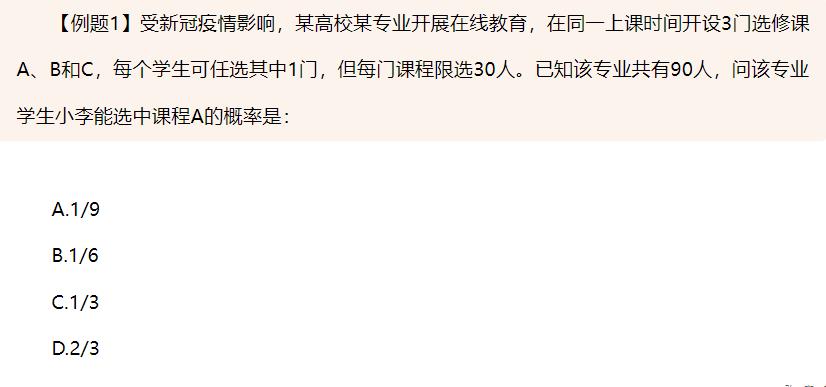 【例题1】受新冠疫情影响，某高校某专业开展在线教育，在同一上课时间开设3门选修课
A、B和C，每个学生可任选其中1门，但每门课程限选30人。已知该专业共有90人，问该专业
学生小李能选中课程A的概率是：
A.1/9
B.1/6
C.1/3
D.2/3